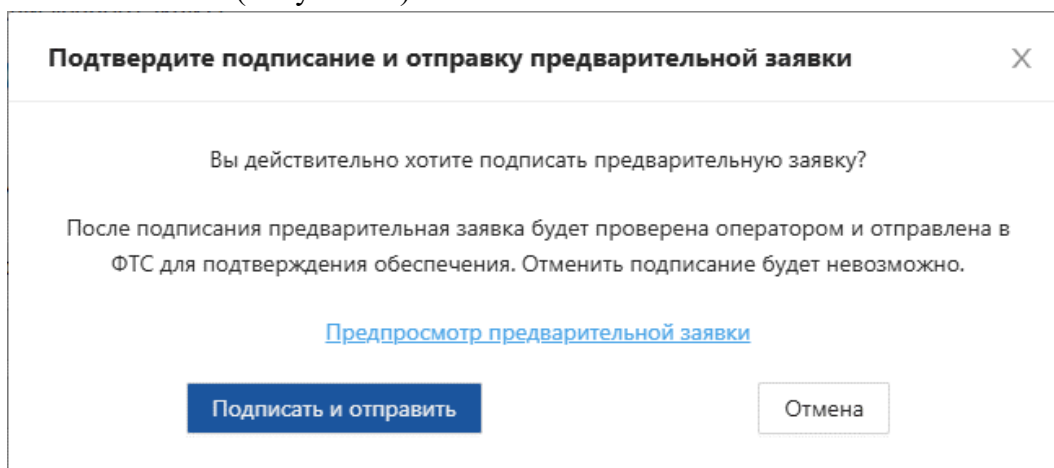 Подтвердите подписание и отправку предварительной заявки
Вы действительно хотите подписать предварительную заявку?
После подписания предварительная заявка будет проверена оператором и отправлена в
ФТС для подтверждения обеспечения. Отменить подписание будет невозможно.
Предпросмотр предварительной заявки
Подписать и отправить
Отмена